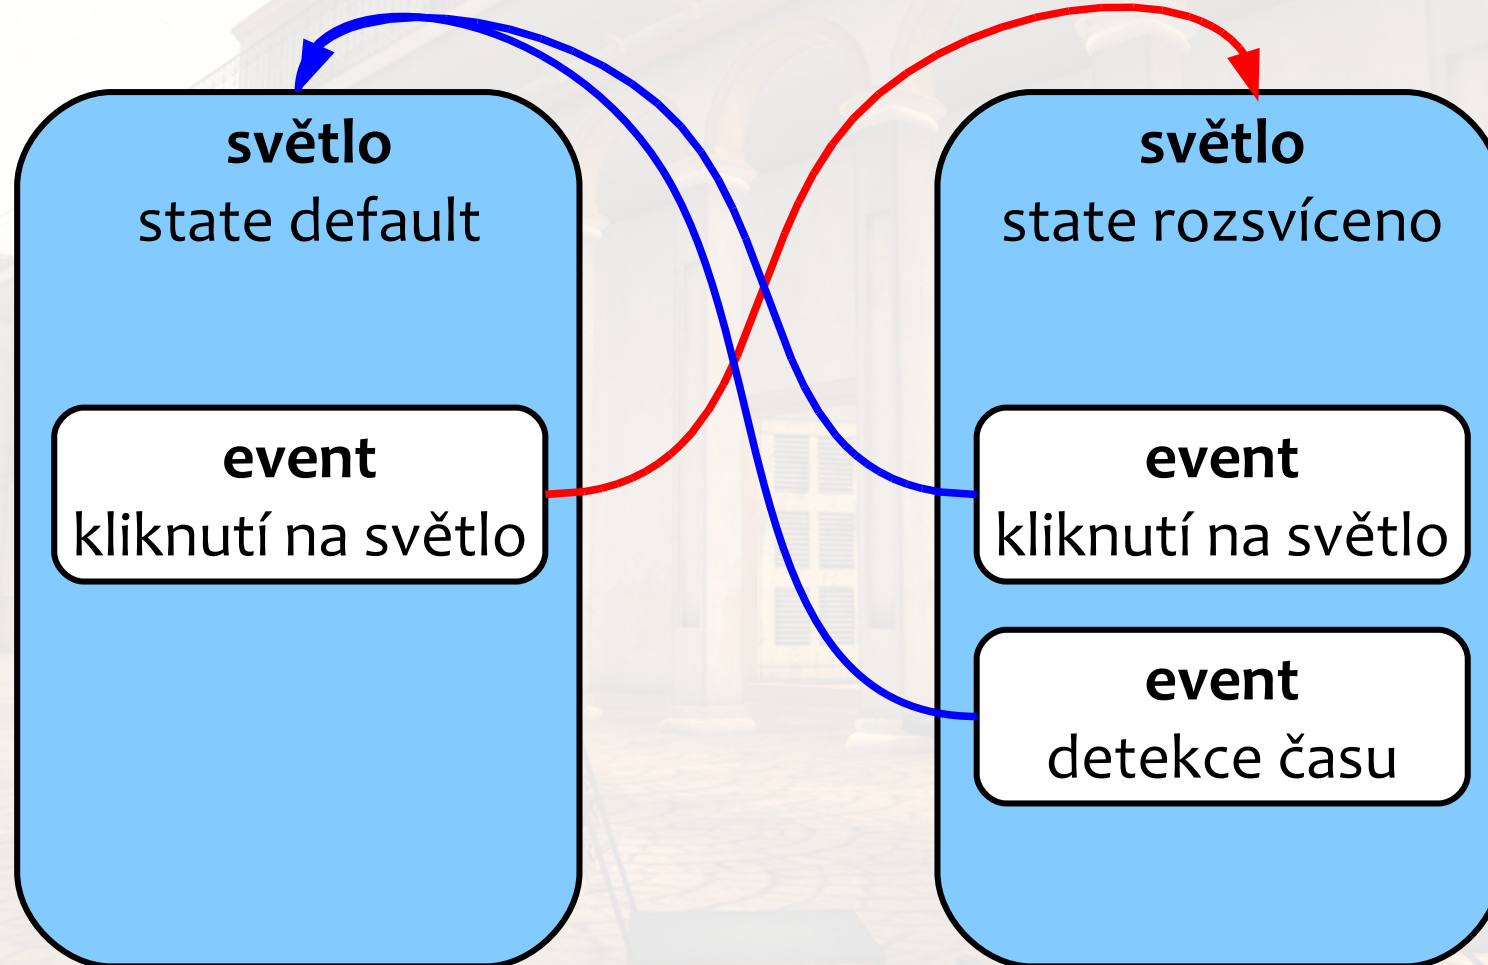 světlo
state default
event
kliknutí na světlo
světlo
state rozsvíceno
event
kliknutí na světlo
event
detekce času